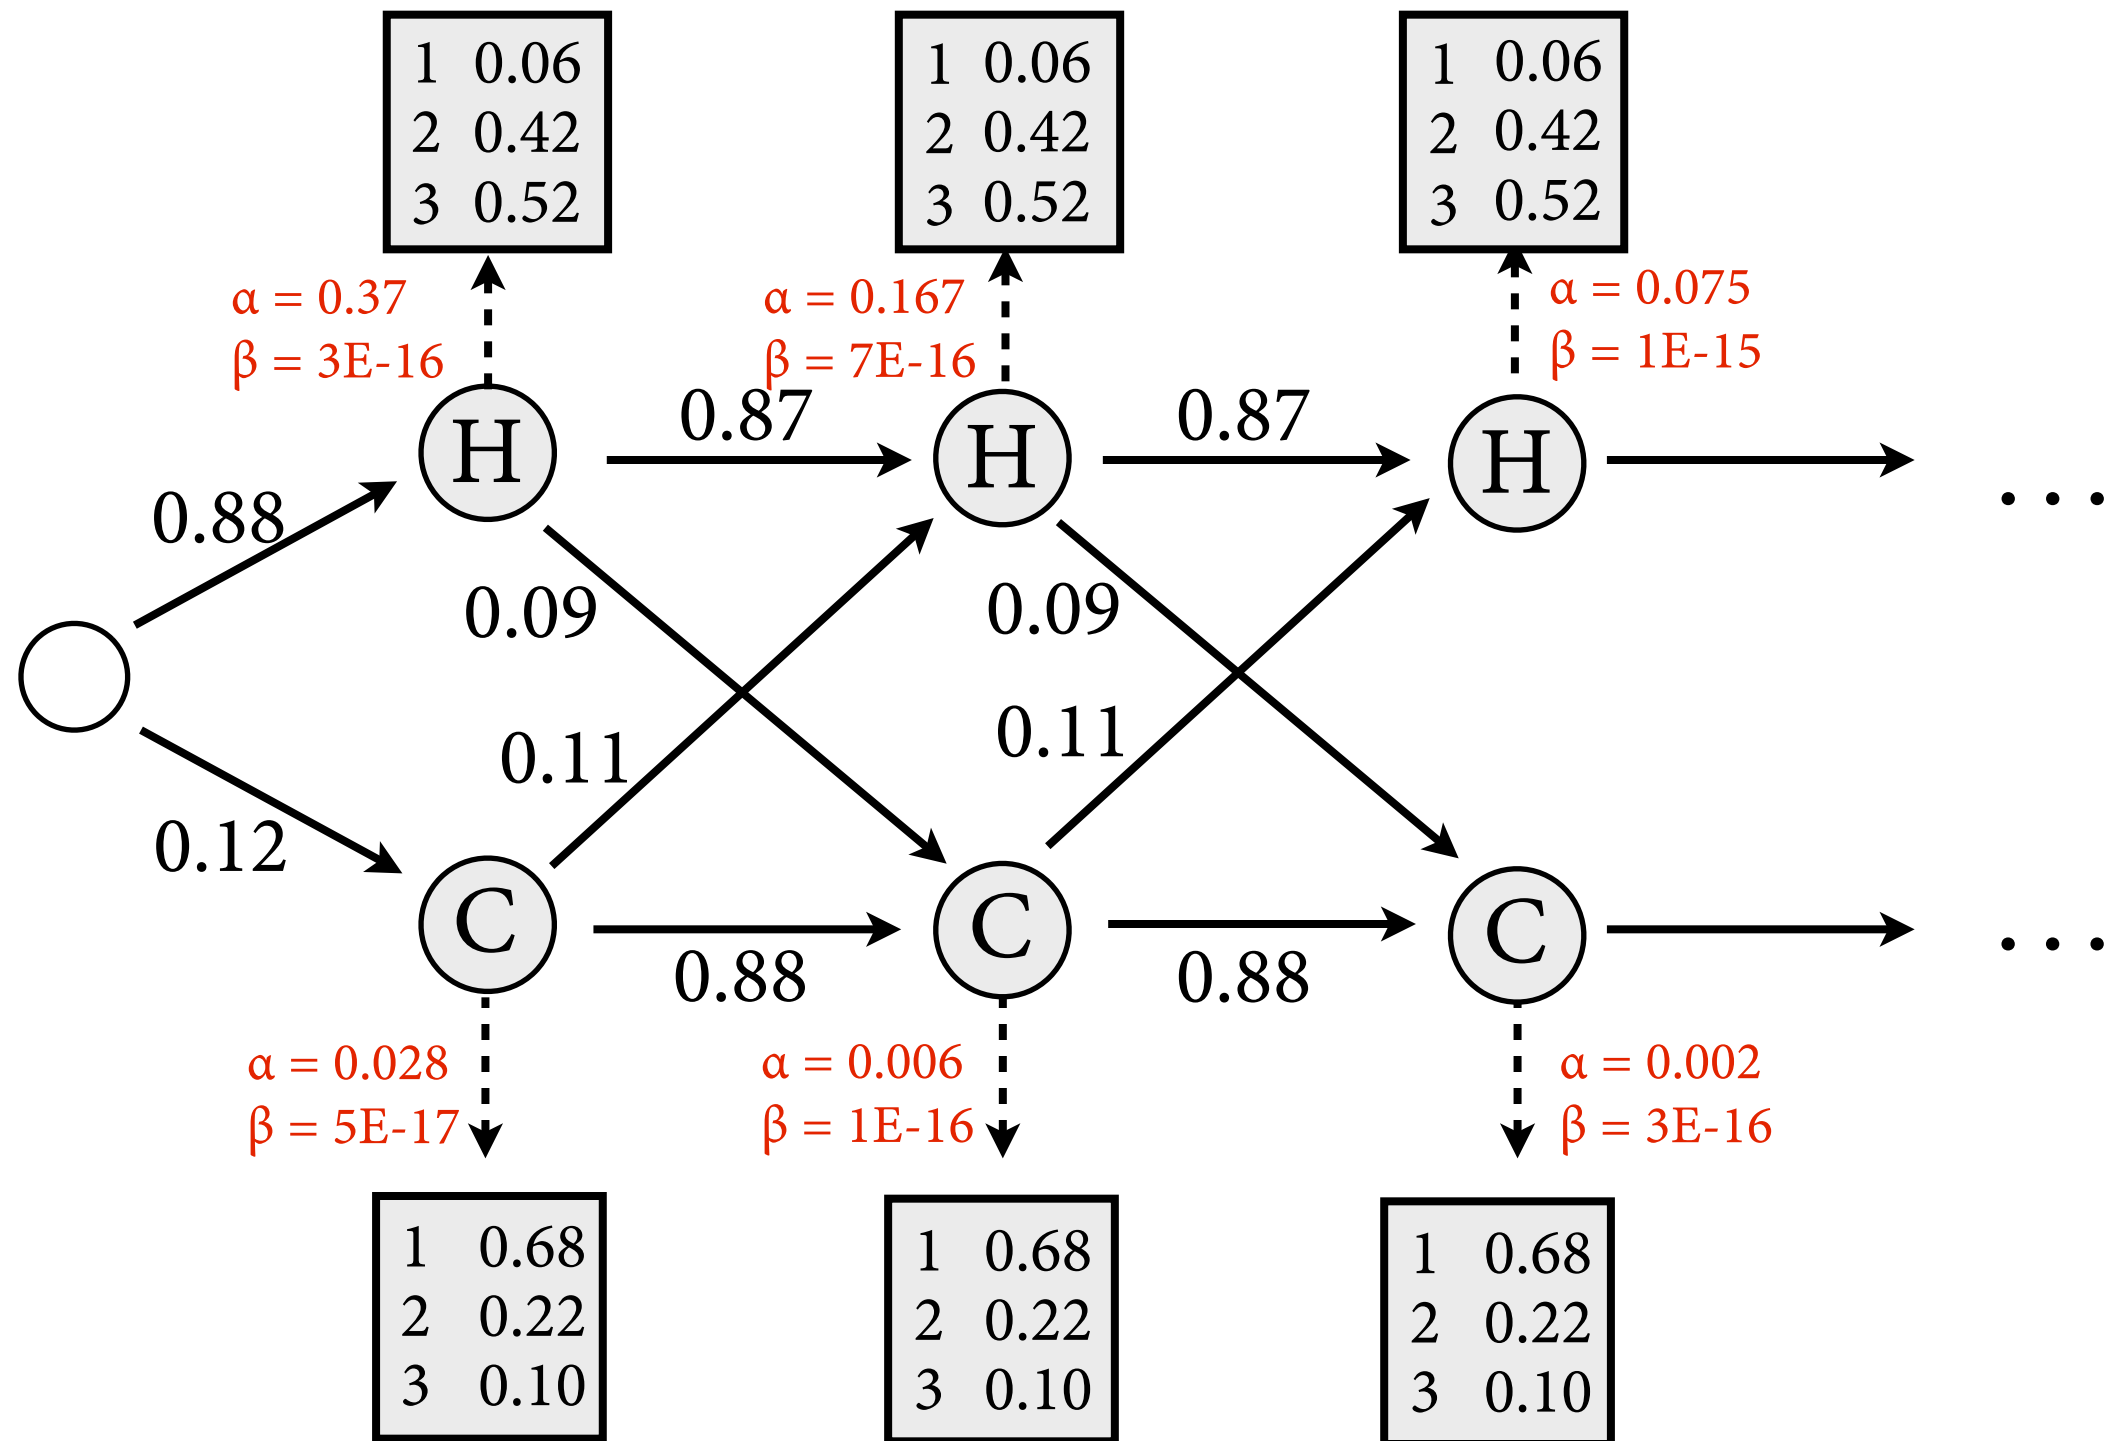 1 0.06
2 0.42
3 0.52
1 0.06
2 0.42
3 0.52
1 0.06
2 0.42
3 0.52
α = 0.37
β = 3E-16
α = 0.167
β = 7E-16
α = 0.075
β = 1E-15
H
0.87
H
0.87
H
0.88
...
0.09
0.09
0.11
0.11
0.12
C
0.88
C
0.88
C
...
α = 0.028
β = 5E-17
α = 0.006
β = 1E-16
α = 0.002
β = 3E-16
1 0.68
2 0.22
3 0.10
1 0.68
2 0.22
3 0.10
1 0.68
2 0.22
3 0.10